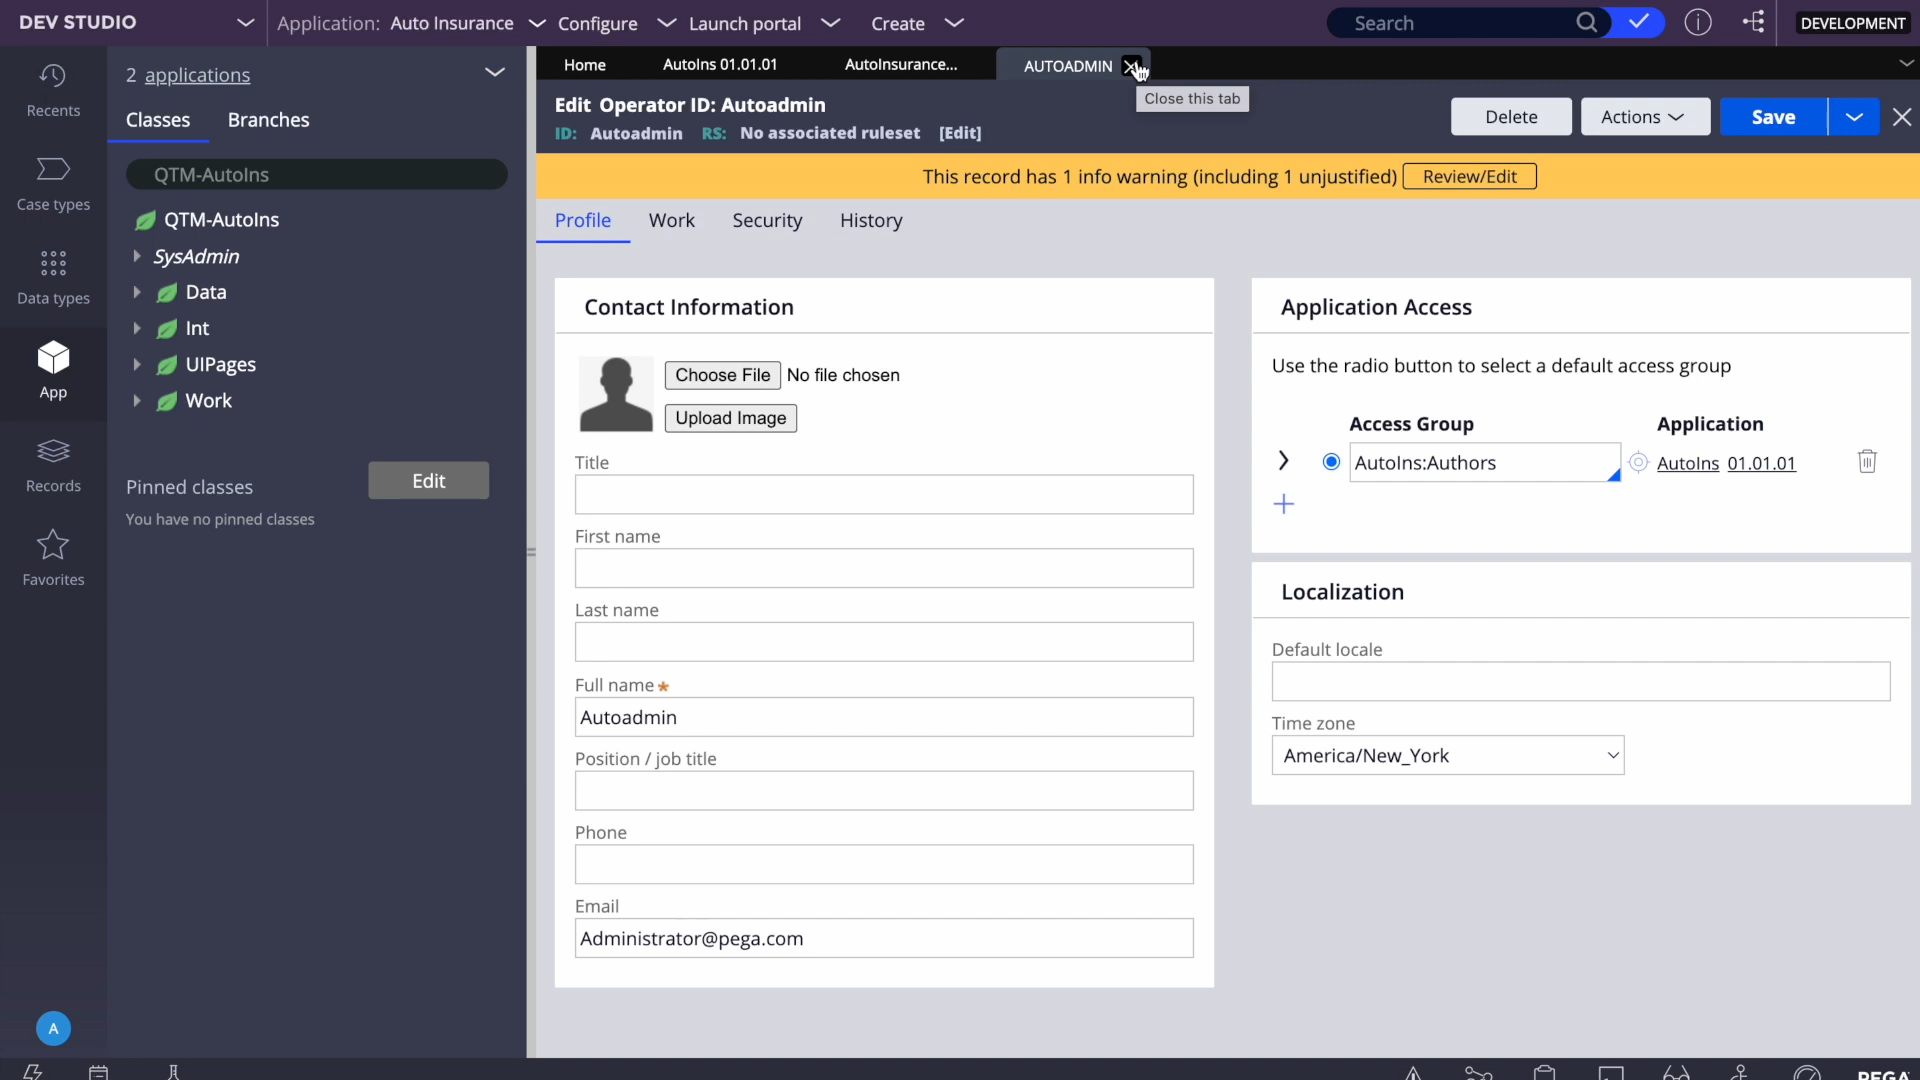 DEV STUDIO
Application: Auto Insurance
Configure
Launch portal
Create
Search
DEVELOPMENT
Recents
Case types
Data types
App
Records
Favorites
A
2 applications
Classes
Branches
QTM-AutoIns
QTM-AutoIns
SysAdmin
Data
Int
UIPages
Work
Pinned classes
Edit
You have no pinned classes
Home
AutoIns 01.01.01
AutoInsurance...
AUTOADMIN
Close this tab
Edit Operator ID: Autoadmin
ID: Autoadmin RS: No associated ruleset [Edit]
Delete
Actions
Save
This record has 1 info warning (including 1 unjustified)
Review/Edit
Profile
Work
Security
History
Contact Information
Choose File No file chosen
Upload Image
Title
First name
Last name
Full name★
Autoadmin
Position / job title
Phone
Email
Administrator@pega.com
Application Access
Use the radio button to select a default access group
Access Group
Application
AutoIns:Authors
AutoIns 01.01.01
Localization
Default locale
Time zone
America/New_York
PEGA